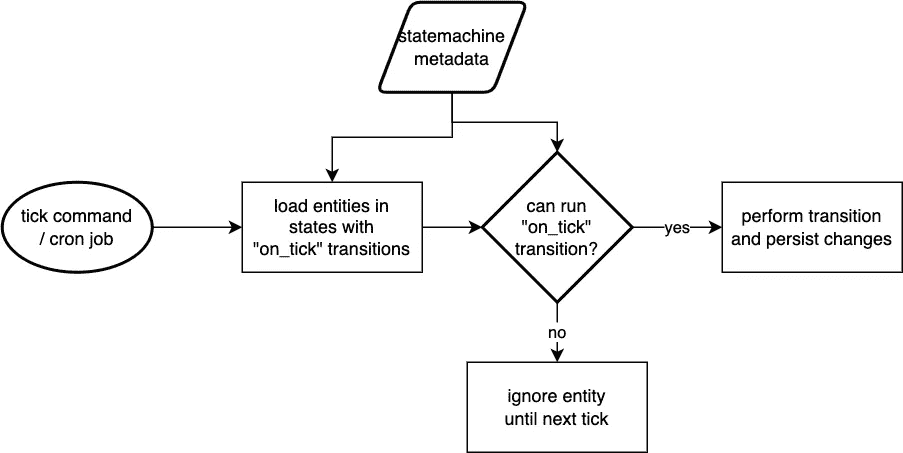 statemachine
metadata
tick command
/ cron job
load entities in
states with
"on_tick" transitions
can run
"on_tick"
transition?
yes
perform transition
and persist changes
no
ignore entity
until next tick